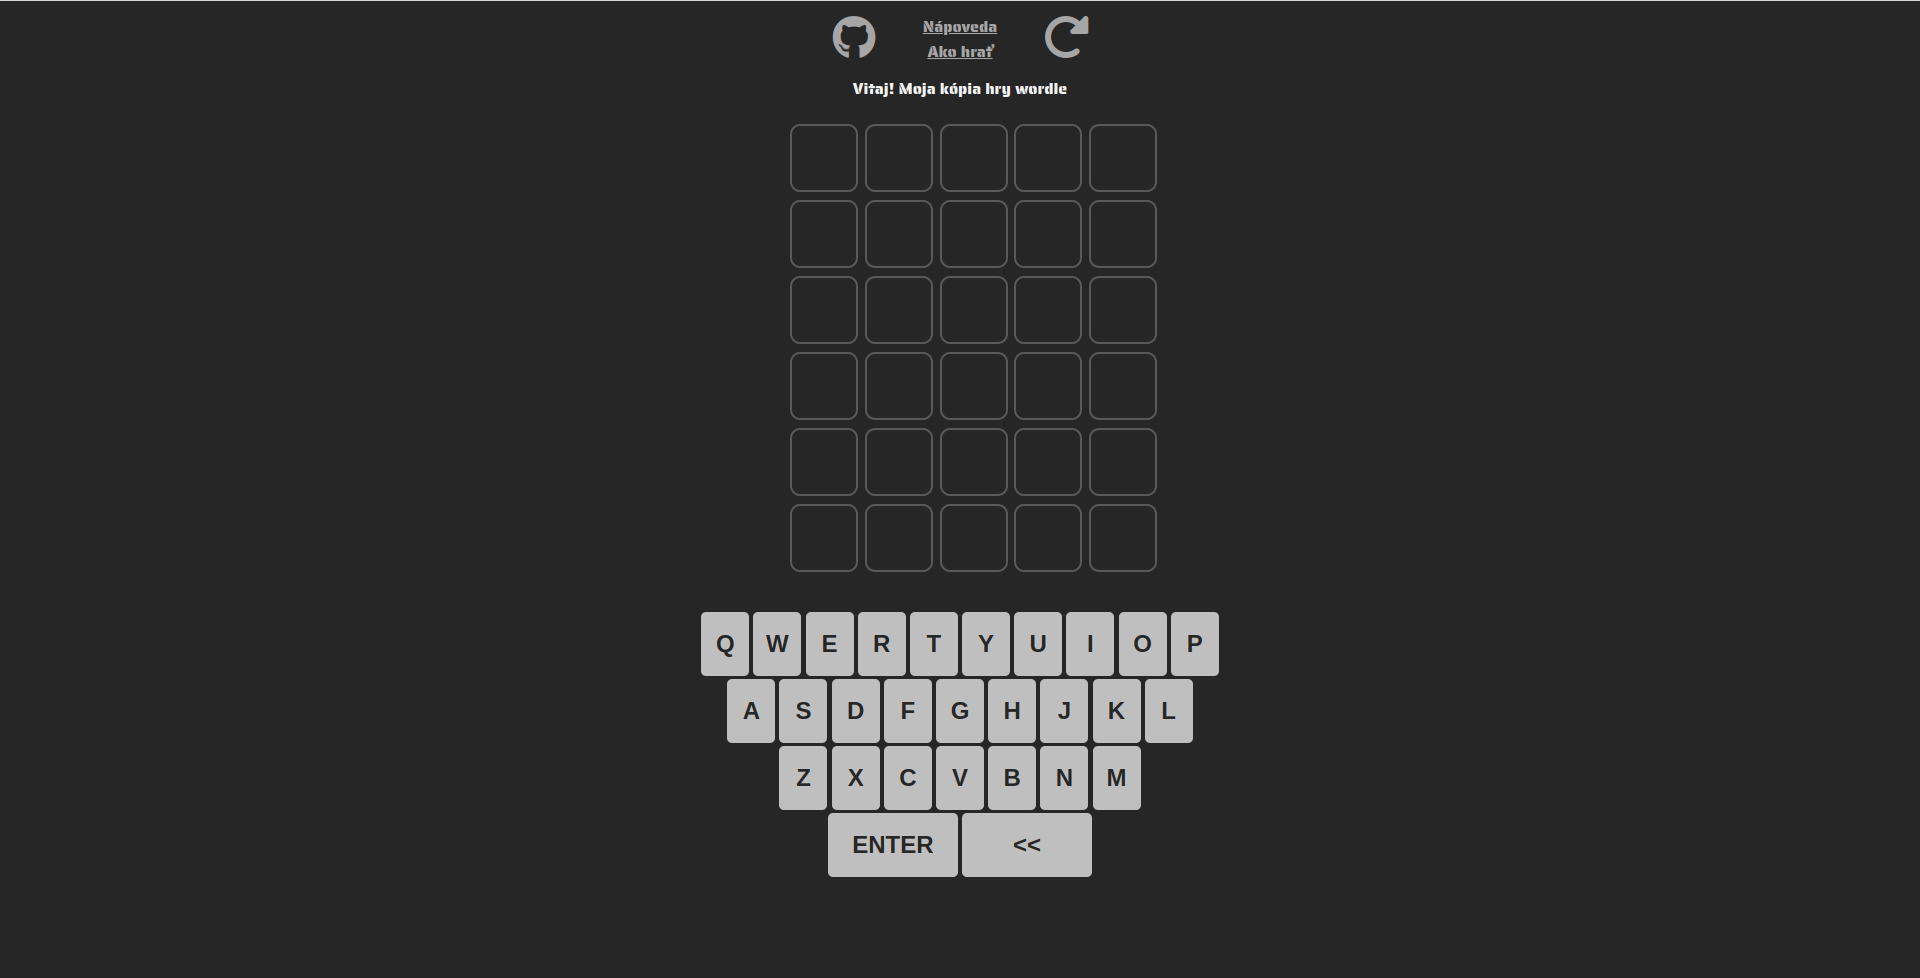 Nápoveda
Ako hrať
Vitaj! Moja kópia hry wordle
Q W E R T Y U I O P
A S D F G H J K L
Z X C V B N M
ENTER <<